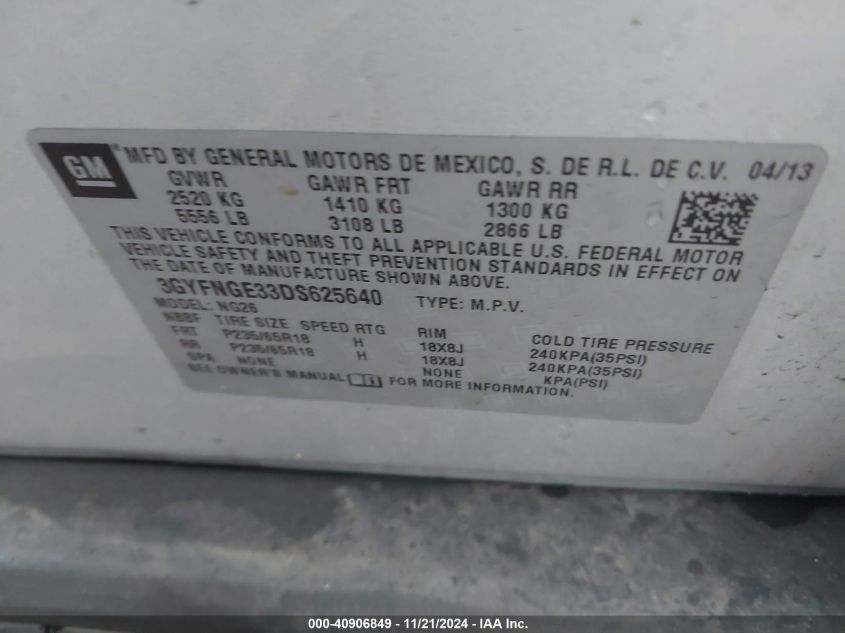 GM® MFD BY GENERAL MOTORS DE MEXICO, S. DE R.L. DE C.V. 04/13
GVWR GAWR FRT GAWR RR
2520 KG 1410 KG 1300 KG
5556 LB 3108 LB 2866 LB
THIS VEHICLE CONFORMS TO ALL APPLICABLE U.S. FEDERAL MOTOR
VEHICLE SAFETY AND THEFT PREVENTION STANDARDS IN EFFECT ON
THE DATE OF MANUFACTURE SHOWN ABOVE.
3GYFNGE33DS625640 TYPE: M.P.V.
MODEL: NG26
NBBF TIRE SIZE SPEED RTG RIM COLD TIRE PRESSURE
FRT P235/65R18 H 18X8J 240KPA(35PSI)
RR P235/65R18 H 18X8J 240KPA(35PSI)
SPA NONE NONE KPA(PSI)
SEE OWNER'S MANUAL FOR MORE INFORMATION.
000-40906849 - 11/21/2024 - IAA Inc.